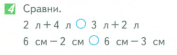 4 Сравни.
2 л + 4 л ○ 3 л + 2 л
6 см − 2 см ○ 6 см − 3 см